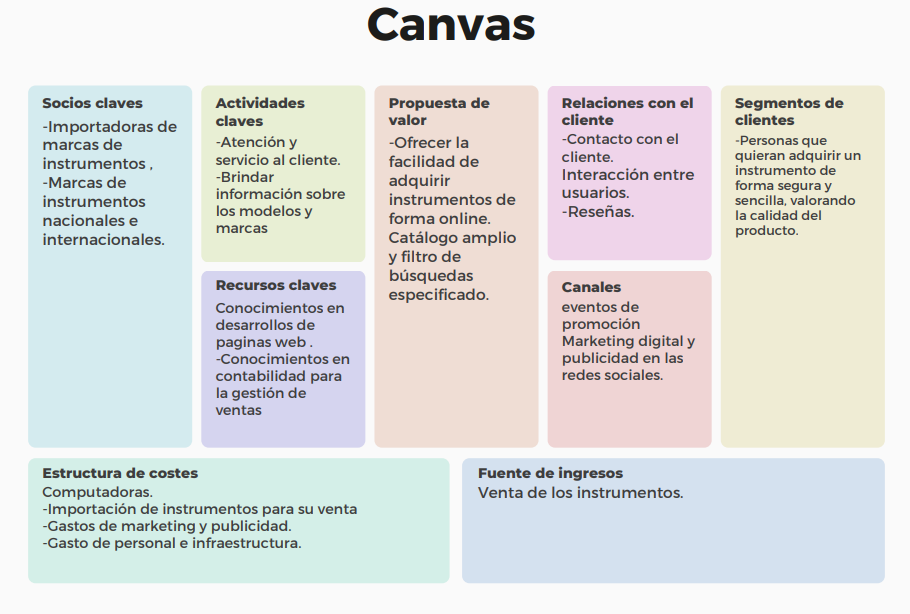 Canvas
Socios claves
-Importadoras de
marcas de
instrumentos ,
-Marcas de
instrumentos
nacionales e
internacionales.
Actividades
claves
-Atención y
servicio al cliente.
-Brindar
información sobre
los modelos y
marcas
Recursos claves
Conocimientos en
desarrollos de
paginas web .
-Conocimientos en
contabilidad para
la gestión de
ventas
Propuesta de
valor
-Ofrecer la
facilidad de
adquirir
instrumentos de
forma online.
Catálogo amplio
y filtro de
búsquedas
especificado.
Relaciones con el
cliente
-Contacto con el
cliente.
Interacción entre
usuarios.
-Reseñas.
Canales
eventos de
promoción
Marketing digital y
publicidad en las
redes sociales.
Segmentos de
clientes
-Personas que
quieran adquirir un
instrumento de
forma segura y
sencilla, valorando
la calidad del
producto.
Estructura de costes
Computadoras.
-Importación de instrumentos para su venta
-Gastos de marketing y publicidad.
-Gasto de personal e infraestructura.
Fuente de ingresos
Venta de los instrumentos.